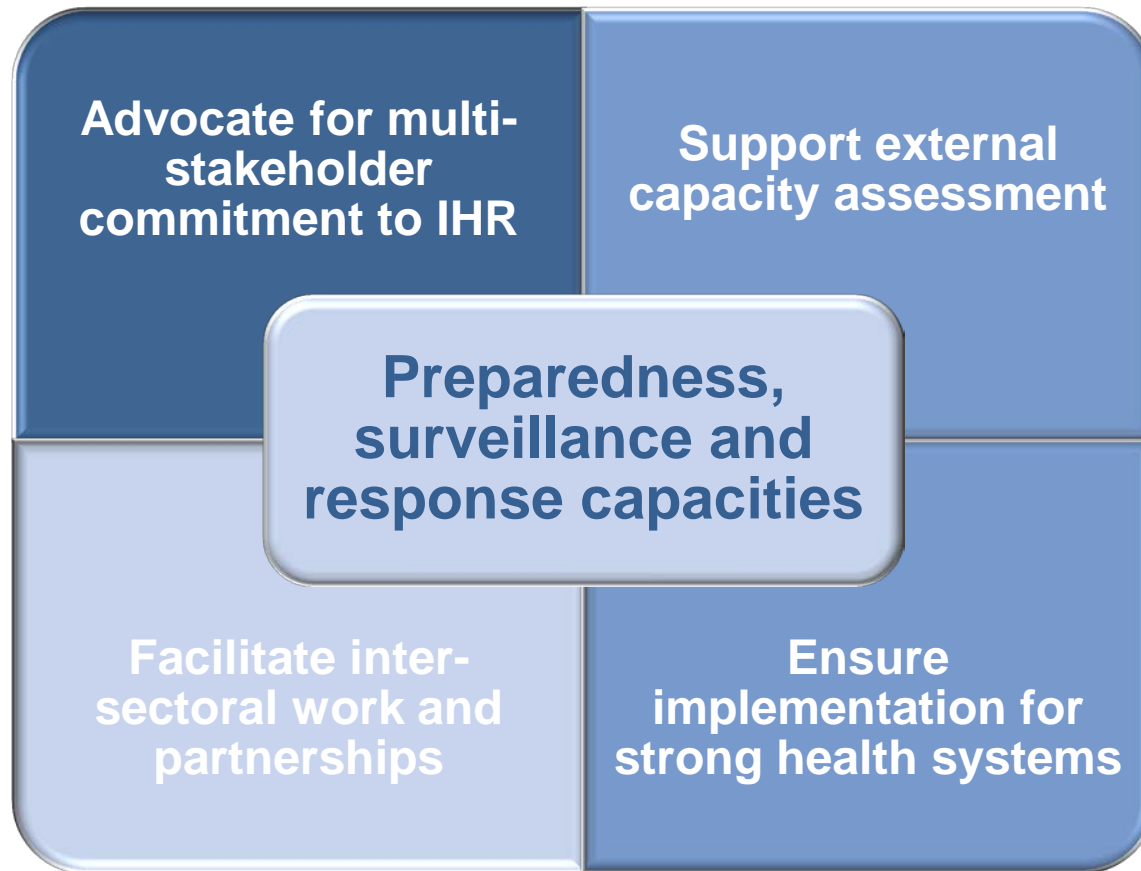 Advocate for multi-
stakeholder
commitment to IHR
Support external
capacity assessment
Preparedness,
surveillance and
response capacities
Facilitate inter-
sectoral work and
partnerships
Ensure
implementation for
strong health systems